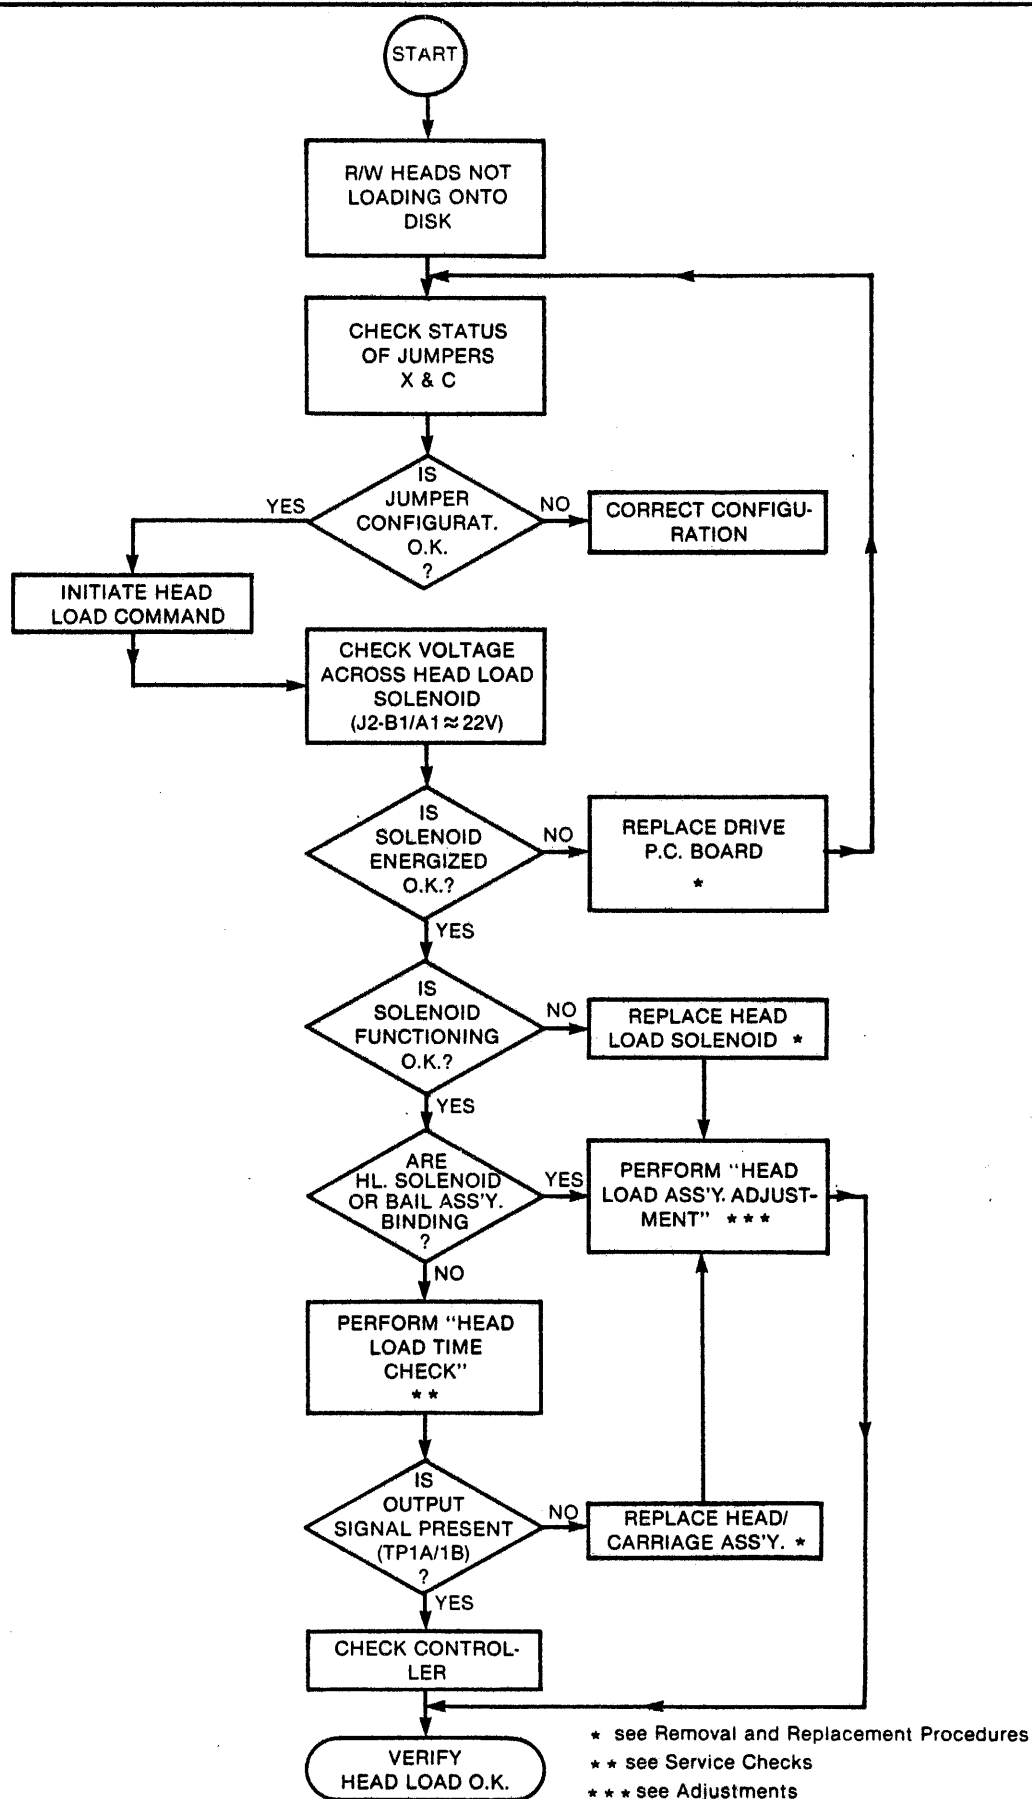 START
R/W HEADS NOT
LOADING ONTO
DISK
CHECK STATUS
OF JUMPERS
X & C
IS
JUMPER
CONFIGURAT.
O.K.
?
YES
NO
CORRECT CONFIGU-
RATION
INITIATE HEAD
LOAD COMMAND
CHECK VOLTAGE
ACROSS HEAD LOAD
SOLENOID
(J2-B1/A1≈22V)
IS
SOLENOID
ENERGIZED
O.K.?
NO
REPLACE DRIVE
P.C. BOARD
*
YES
IS
SOLENOID
FUNCTIONING
O.K.?
NO
REPLACE HEAD
LOAD SOLENOID *
YES
ARE
HL. SOLENOID
OR BAIL ASS'Y.
BINDING
?
YES
PERFORM "HEAD
LOAD ASS'Y. ADJUST-
MENT" * * *
NO
PERFORM "HEAD
LOAD TIME
CHECK"
* *
IS
OUTPUT
SIGNAL PRESENT
(TP1A/1B)
?
NO
REPLACE HEAD/
CARRIAGE ASS'Y. *
YES
CHECK CONTROL-
LER
VERIFY
HEAD LOAD O.K.
* see Removal and Replacement Procedures
* * see Service Checks
* * * see Adjustments